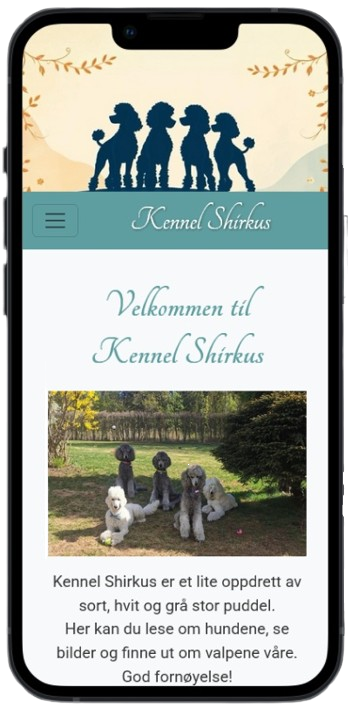 Kennel Shirkus
Velkommen til
Kennel Shirkus
Kennel Shirkus er et lite oppdrett av
sort, hvit og grå stor puddel.
Her kan du lese om hundene, se
bilder og finne ut om valpene våre.
God fornøyelse!